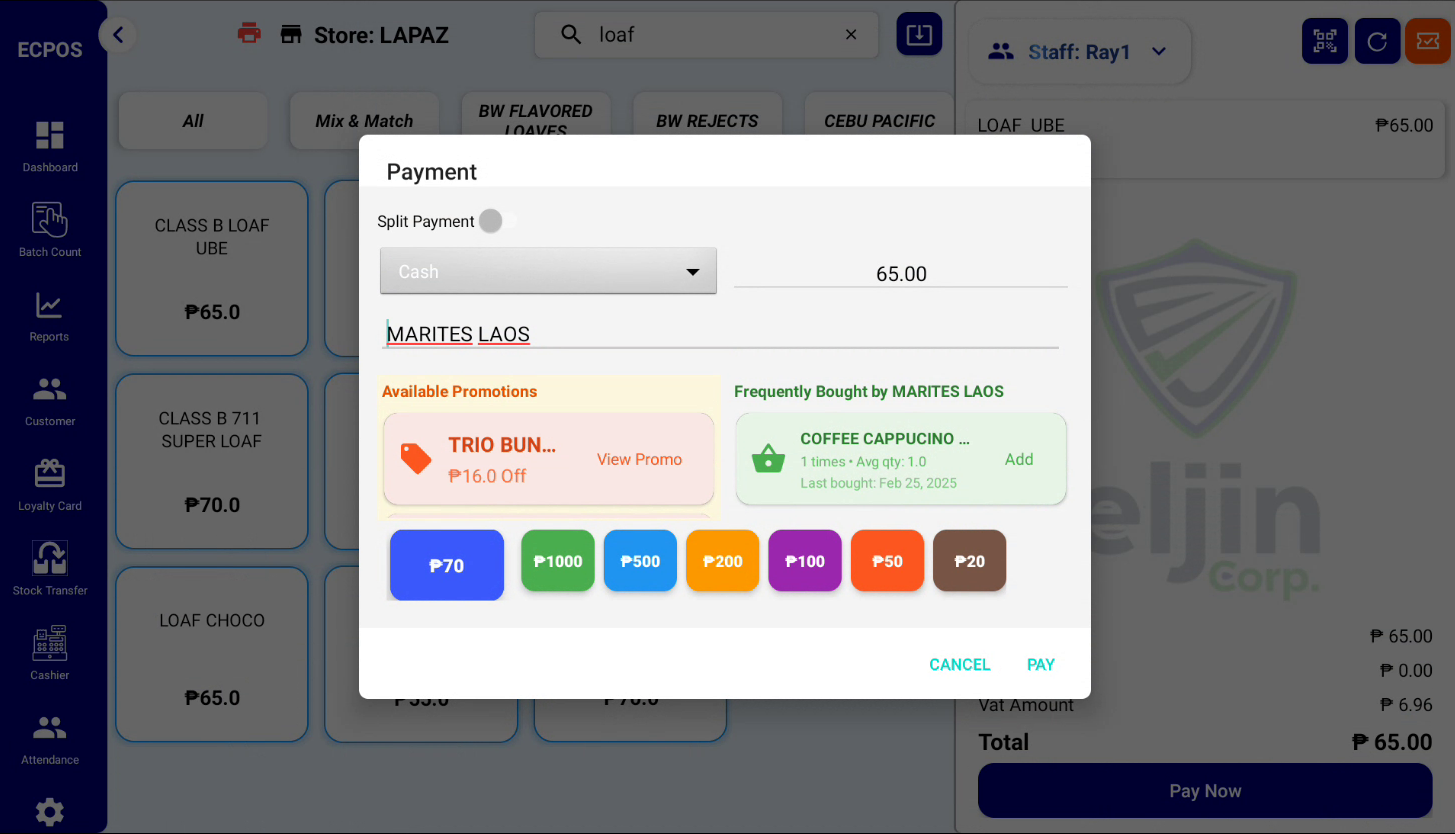 ECPOS
Dashboard
Batch Count
Reports
Customer
Loyalty Card
Stock Transfer
Cashier
Attendance
Store: LAPAZ
loaf
All
Mix & Match
BW FLAVORED
LOAVES
BW REJECTS
CEBU PACIFIC
CLASS B LOAF
UBE
₱65.0
CLASS B 711
SUPER LOAF
₱70.0
LOAF CHOCO
₱65.0
Payment
Split Payment
Cash
65.00
MARITES LAOS
Available Promotions
TRIO BUN...
₱16.0 Off
View Promo
Frequently Bought by MARITES LAOS
COFFEE CAPPUCINO ...
1 times • Avg qty: 1.0
Last bought: Feb 25, 2025
Add
₱70
₱1000
₱500
₱200
₱100
₱50
₱20
CANCEL
PAY
Staff: Ray1
LOAF UBE
₱65.00
eljin
Corp.
₱ 65.00
₱ 0.00
Vat Amount
₱ 6.96
Total
₱ 65.00
Pay Now